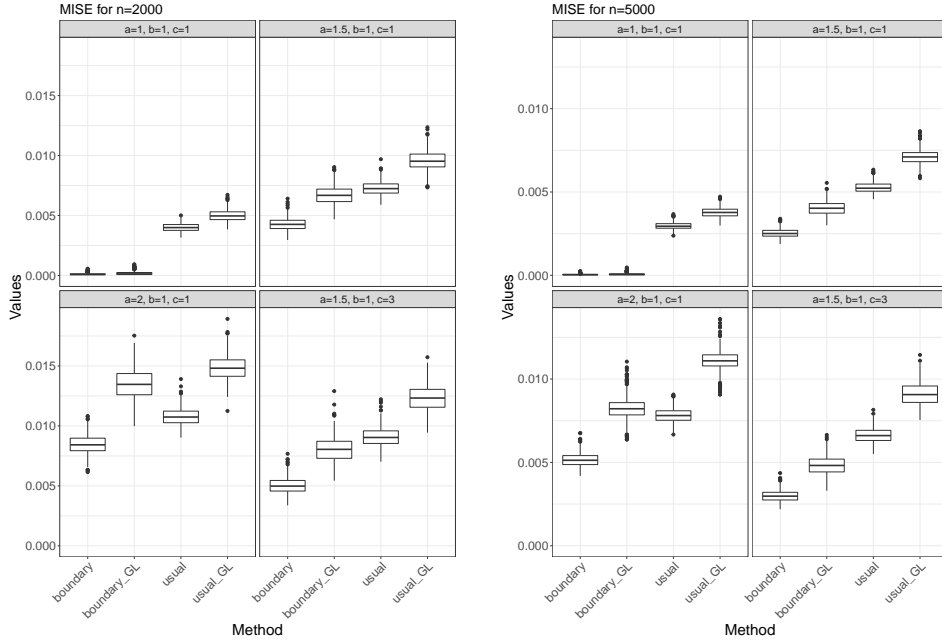 MISE for n=2000
a=1, b=1, c=1
a=1.5, b=1, c=1
0.015
0.010
0.005
0.000
a=2, b=1, c=1
a=1.5, b=1, c=3
0.015
0.010
0.005
0.000
Values
boundary
boundary_GL
usual
usual_GL
boundary
boundary_GL
usual
usual_GL
Method
MISE for n=5000
a=1, b=1, c=1
a=1.5, b=1, c=1
0.010
0.005
0.000
a=2, b=1, c=1
a=1.5, b=1, c=3
0.010
0.005
0.000
Values
boundary
boundary_GL
usual
usual_GL
boundary
boundary_GL
usual
usual_GL
Method